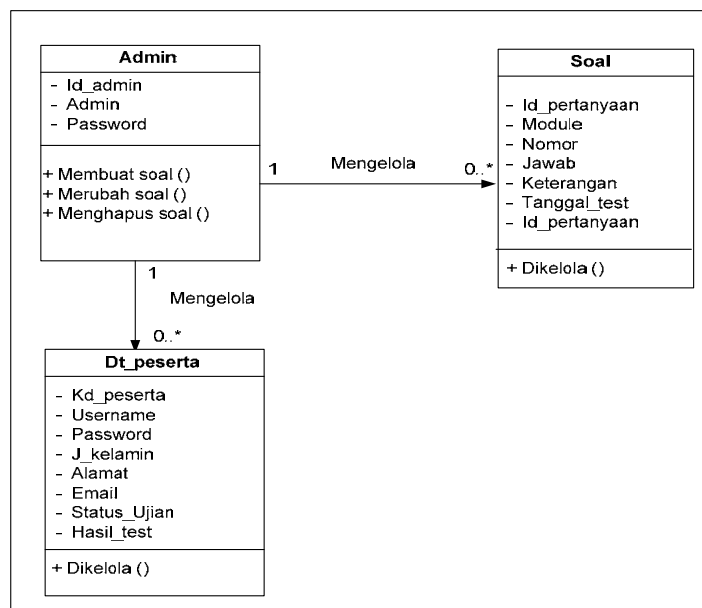 Admin
- Id_admin
- Admin
- Password
+ Membuat soal ()
+ Merubah soal ()
+ Menghapus soal ()
1
Mengelola
0..*
Soal
- Id_pertanyaan
- Module
- Nomor
- Jawab
- Keterangan
- Tanggal_test
- Id_pertanyaan
+ Dikelola ()
1
Mengelola
0..*
Dt_peserta
- Kd_peserta
- Username
- Password
- J_kelamin
- Alamat
- Email
- Status_Ujian
- Hasil_test
+ Dikelola ()